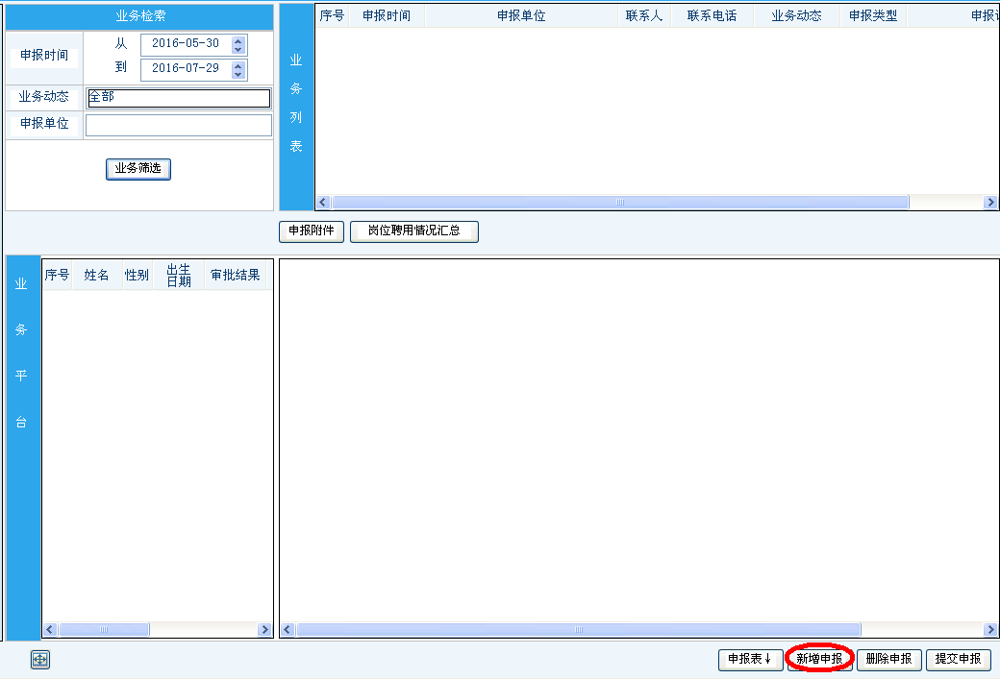 业务检索
申报时间 从 2016-05-30
到 2016-07-29
业务动态 全部
申报单位
业务筛选
业务列表
序号 申报时间 申报单位 联系人 联系电话 业务动态 申报类型 申报
申报附件 岗位聘用情况汇总
业务平台
序号 姓名 性别 出生日期 审批结果
申报表↓ 新增申报 删除申报 提交申报